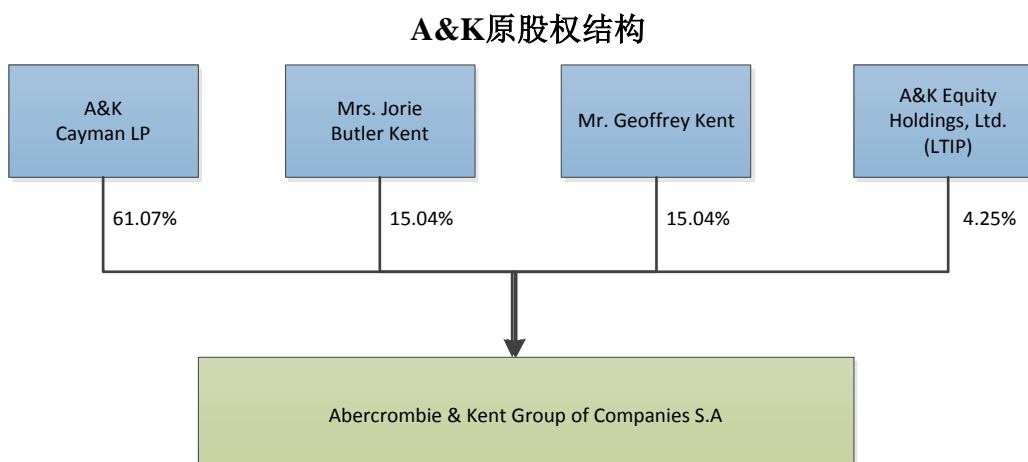 A&K原股权结构
A&K
Cayman LP
Mrs. Jorie
Butler Kent
Mr. Geoffrey Kent
A&K Equity
Holdings, Ltd.
(LTIP)
61.07%
15.04%
15.04%
4.25%
Abercrombie & Kent Group of Companies S.A